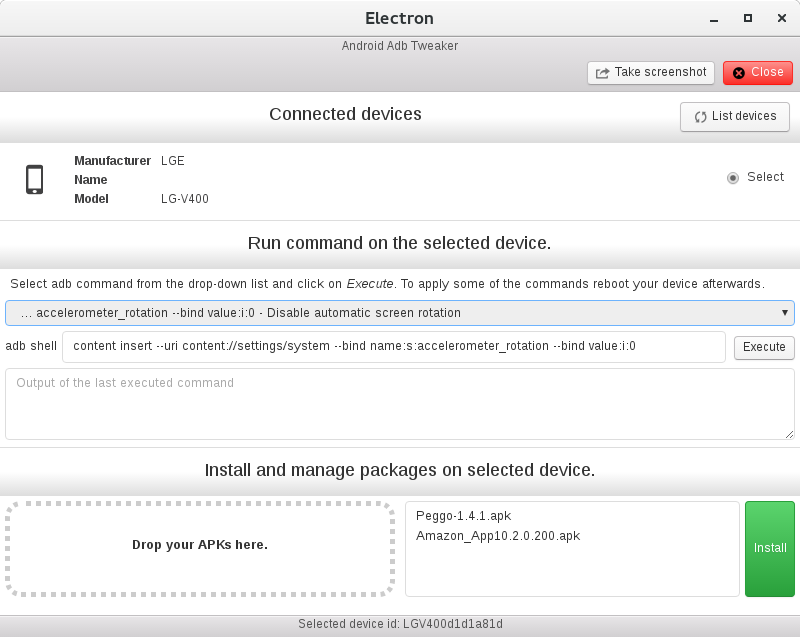 Electron
Android Adb Tweaker
Take screenshot
Close
Connected devices
List devices
Manufacturer LGE
Name
Model LG-V400
Select
Run command on the selected device.
Select adb command from the drop-down list and click on Execute. To apply some of the commands reboot your device afterwards.
... accelerometer_rotation --bind value:i:0 - Disable automatic screen rotation
adb shell content insert --uri content://settings/system --bind name:s:accelerometer_rotation --bind value:i:0 Execute
Output of the last executed command
Install and manage packages on selected device.
Drop your APKs here.
Peggo-1.4.1.apk
Amazon_App10.2.0.200.apk
Install
Selected device id: LGV400d1d1a81d